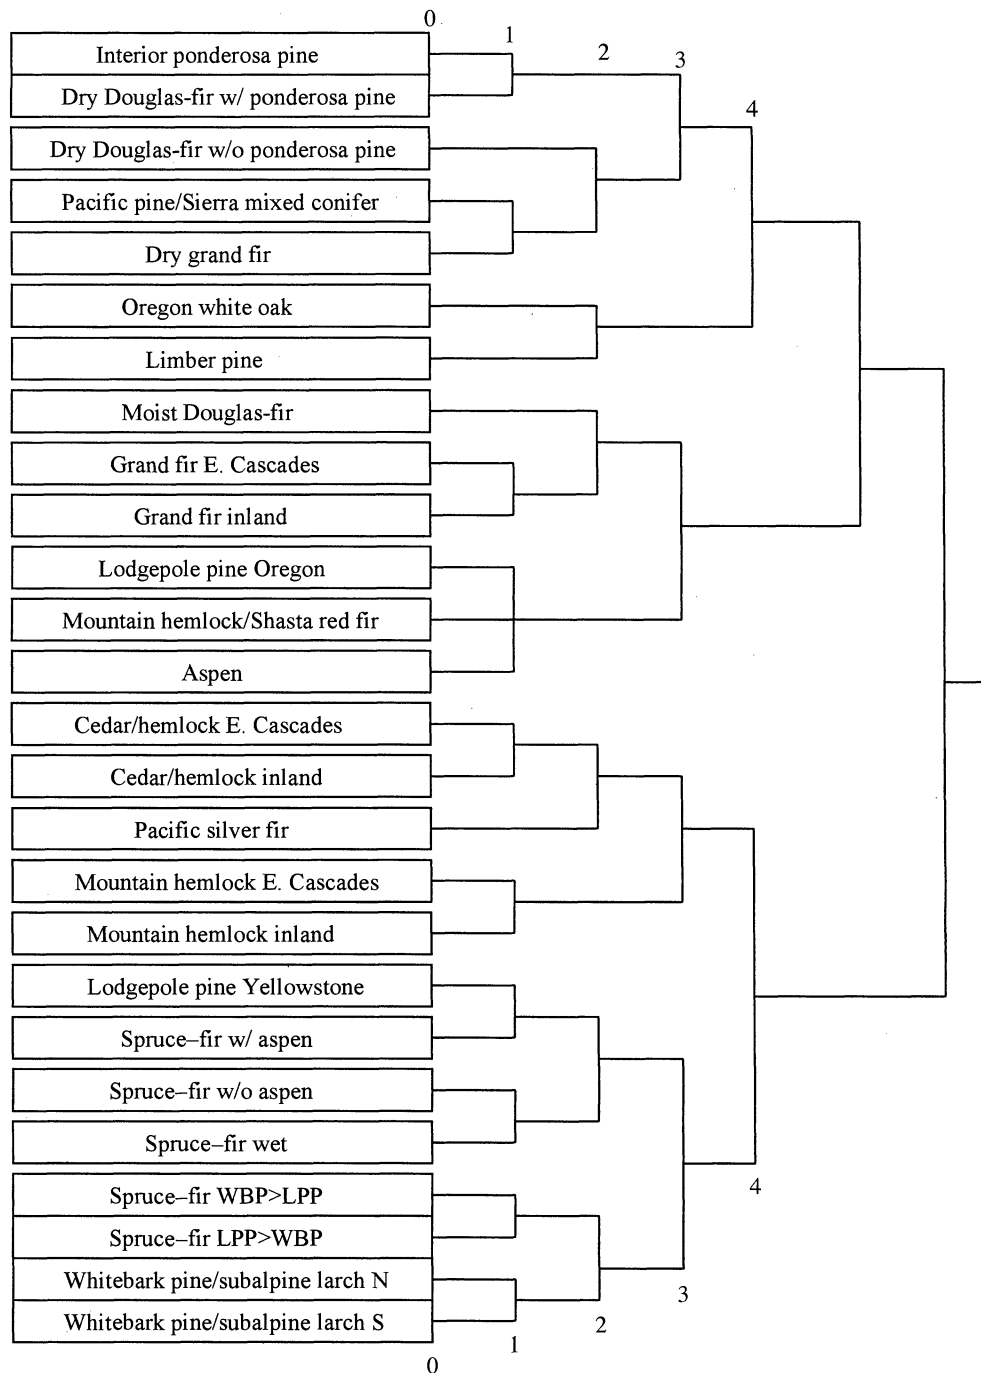 0
1
2
3
4
Interior ponderosa pine
Dry Douglas-fir w/ ponderosa pine
Dry Douglas-fir w/o ponderosa pine
Pacific pine/Sierra mixed conifer
Dry grand fir
Oregon white oak
Limber pine
Moist Douglas-fir
Grand fir E. Cascades
Grand fir inland
Lodgepole pine Oregon
Mountain hemlock/Shasta red fir
Aspen
Cedar/hemlock E. Cascades
Cedar/hemlock inland
Pacific silver fir
Mountain hemlock E. Cascades
Mountain hemlock inland
Lodgepole pine Yellowstone
Spruce–fir w/ aspen
Spruce–fir w/o aspen
Spruce–fir wet
Spruce–fir WBP>LPP
Spruce–fir LPP>WBP
Whitebark pine/subalpine larch N
Whitebark pine/subalpine larch S
4
3
2
1
0